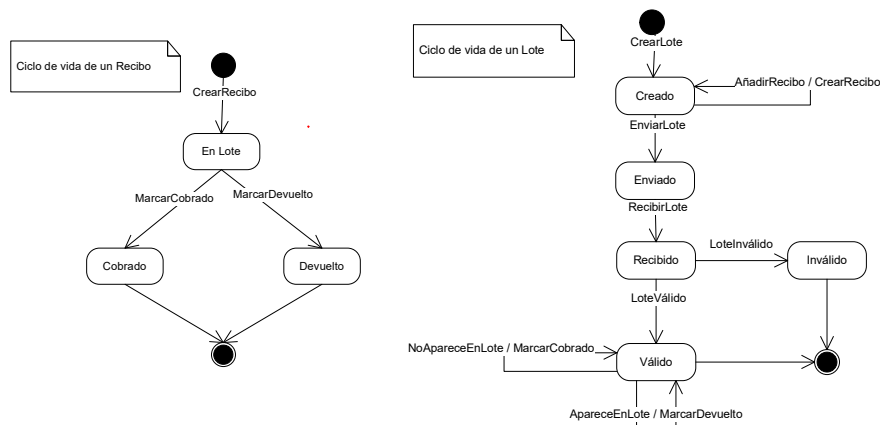 Ciclo de vida de un Recibo
CrearRecibo
En Lote
MarcarCobrado
MarcarDevuelto
Cobrado
Devuelto
Ciclo de vida de un Lote
CrearLote
Creado
AñadirRecibo / CrearRecibo
EnviarLote
Enviado
RecibirLote
Recibido
LoteInválido
Inválido
LoteVálido
NoApareceEnLote / MarcarCobrado
Válido
ApareceEnLote / MarcarDevuelto